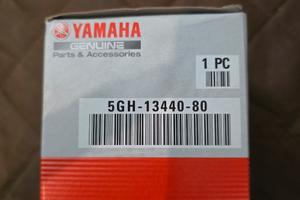 YAMAHA
GENUINE
Parts & Accessories
1 PC
5GH-13440-80